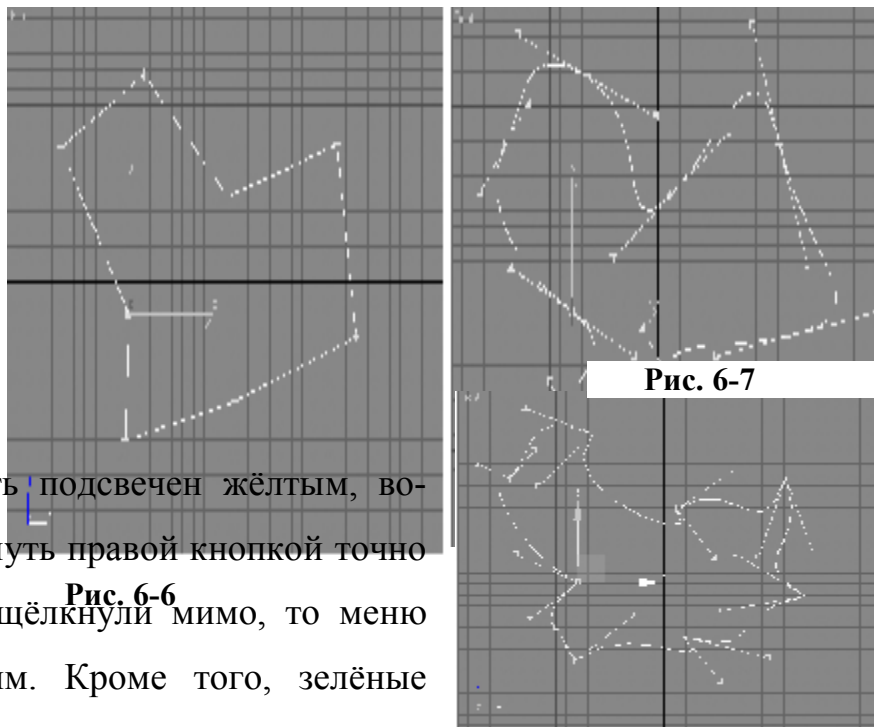 Рис. 6-7
ть подсвечен жёлтым, во-
нуть правой кнопкой точно
Рис. 6-6
щёлкнули мимо, то меню
им. Кроме того, зелёные